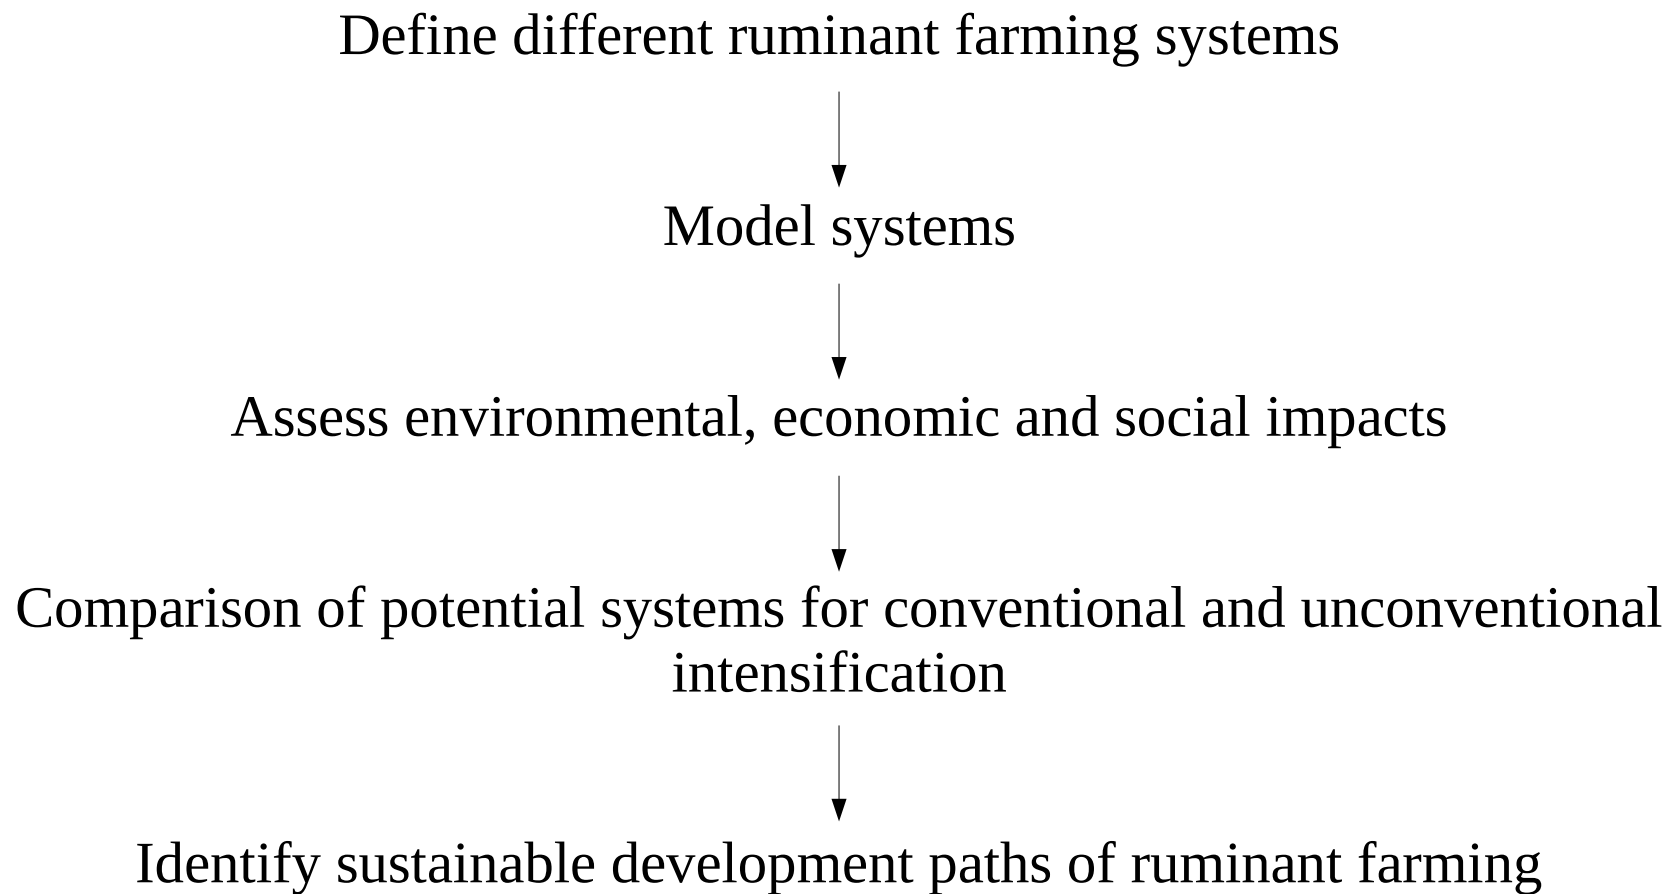 Define different ruminant farming systems
Model systems
Assess environmental, economic and social impacts
Comparison of potential systems for conventional and unconventional
intensification
Identify sustainable development paths of ruminant farming